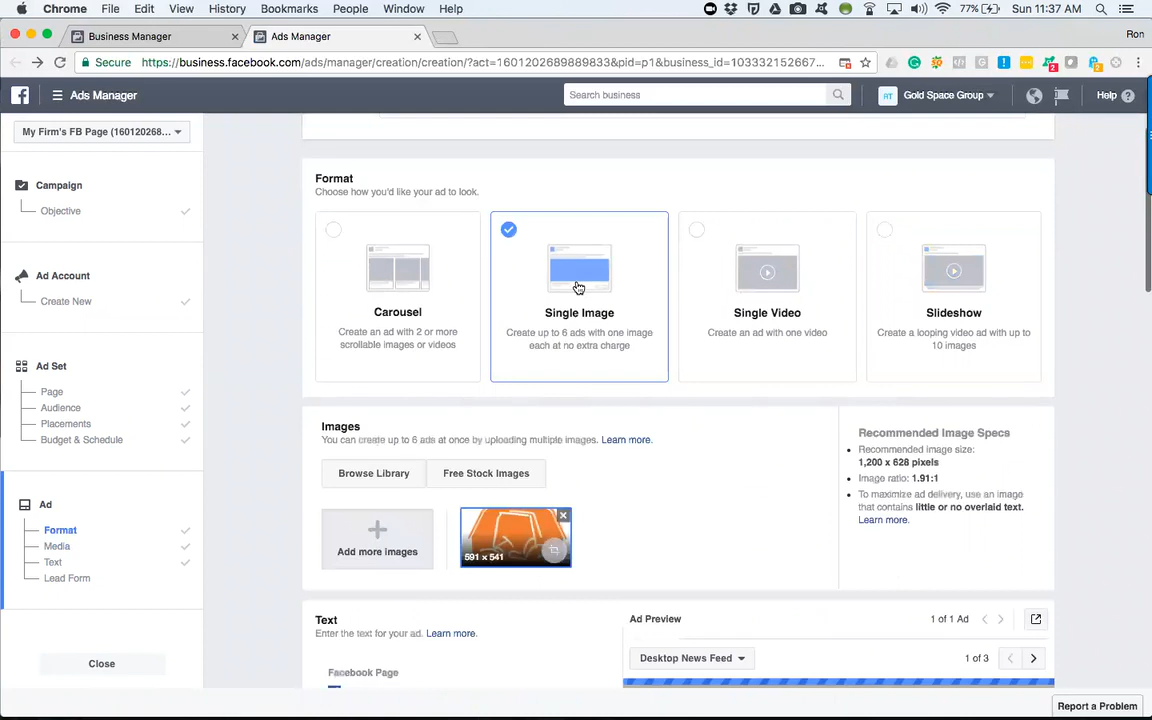 Chrome File Edit View History Bookmarks People Window Help 77% Sun 11:37 AM
Business Manager Ads Manager Ron
Secure https://business.facebook.com/ads/manager/creation/creation/?act=1601202689889833&pid=p1&business_id=103332152667...
Ads Manager Search business AT Gold Space Group Help
My Firm's FB Page (160120268...
Campaign
Objective
Ad Account
Create New
Ad Set
Page
Audience
Placements
Budget & Schedule
Ad
Format
Media
Text
Lead Form
Close
Format
Choose how you'd like your ad to look.
Carousel
Create an ad with 2 or more
scrollable images or videos
Single Image
Create up to 6 ads with one image
each at no extra charge
Single Video
Create an ad with one video
Slideshow
Create a looping video ad with up to
10 images
Images
You can create up to 6 ads at once by uploading multiple images. Learn more.
Browse Library Free Stock Images
Add more images
591 x 541
Recommended Image Specs
Recommended image size:
1,200 x 628 pixels
Image ratio: 1.91:1
To maximize ad delivery, use an image
that contains little or no overlaid text.
Learn more.
Text
Enter the text for your ad. Learn more.
Facebook Page
Ad Preview 1 of 1 Ad
Desktop News Feed 1 of 3
Report a Problem